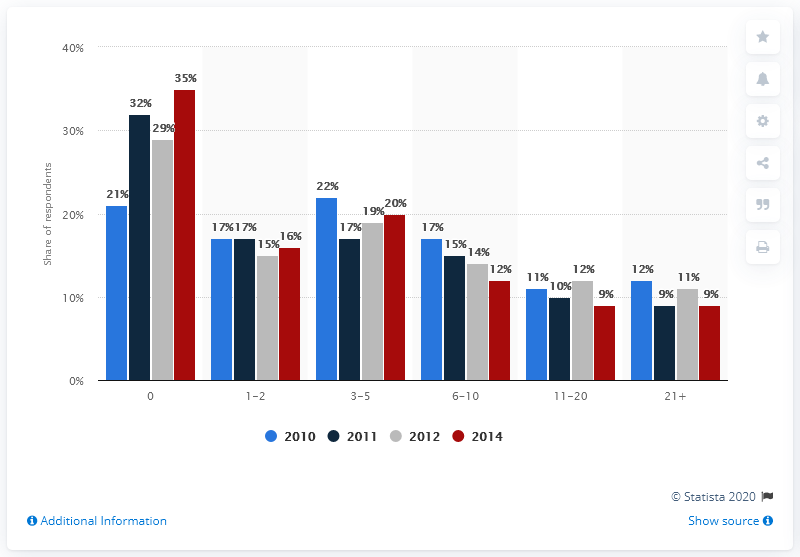 40%
30%
20%
10%
0%
Share of respondents
21% 32% 29% 35%
17% 17% 15% 16%
22% 17% 19% 20%
17% 15% 14% 12%
11% 10% 12% 9%
12% 9% 11% 9%
0 1–2 3–5 6–10 11–20 21+
2010 2011 2012 2014
© Statista 2020
Additional Information
Show source